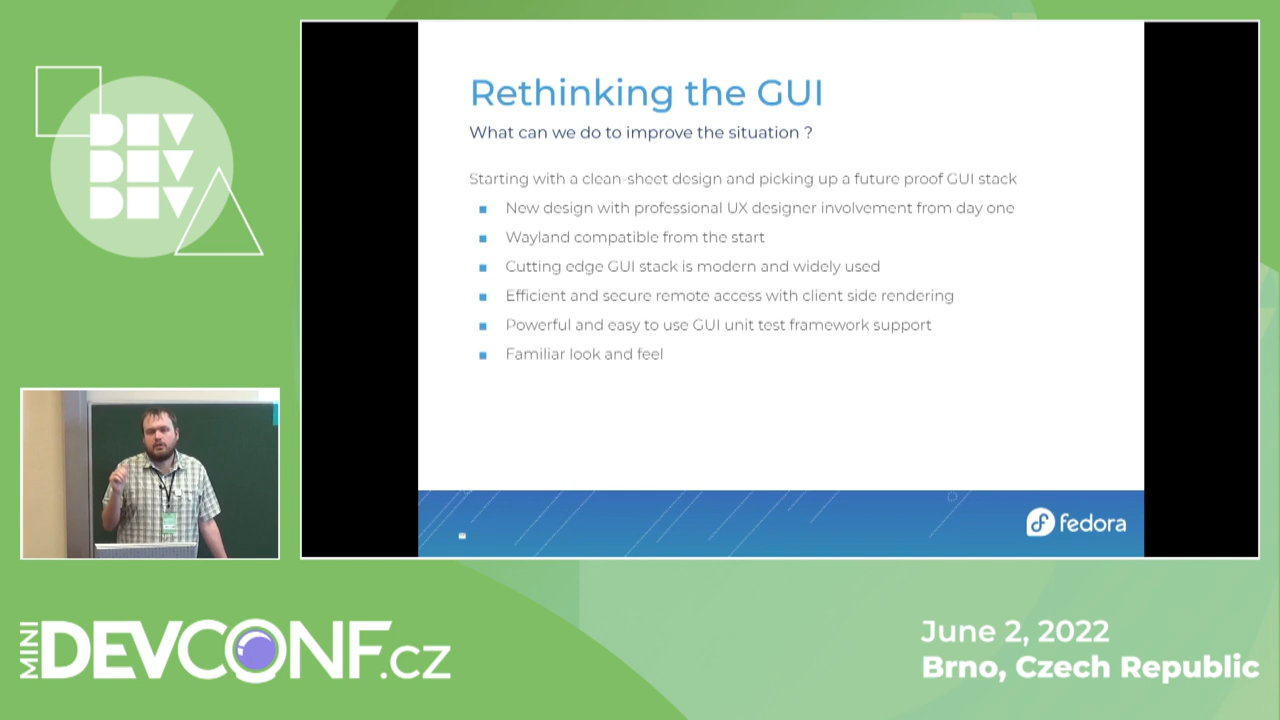 DEV
DEV
DEV
Rethinking the GUI
What can we do to improve the situation ?
Starting with a clean-sheet design and picking up a future proof GUI stack
New design with professional UX designer involvement from day one
Wayland compatible from the start
Cutting edge GUI stack is modern and widely used
Efficient and secure remote access with client side rendering
Powerful and easy to use GUI unit test framework support
Familiar look and feel
fedora
MINI DEVCONF.CZ
June 2, 2022
Brno, Czech Republic